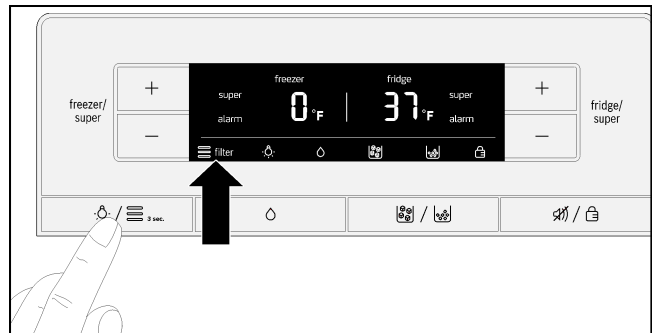 freezer/
super
+
−
freezer
fridge
super
0°F
37°F
super
alarm
alarm
filter
+
−
fridge/
super
/ 3 sec.
/
/